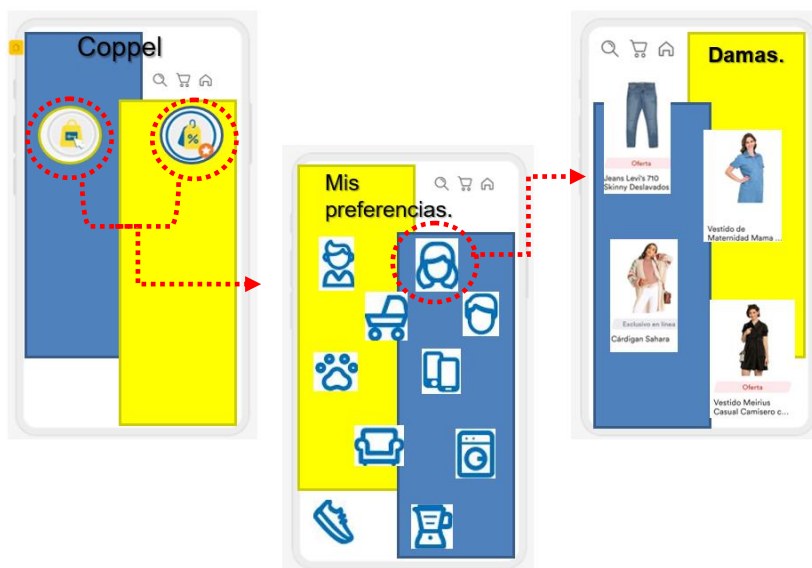 Coppel
%
Mis
preferencias.
Damas.
Oferta
Jeans Levi's 710
Skinny Deslavados
Vestido de
Maternidad Mama ...
Exclusivo en línea
Cárdigan Sahara
Oferta
Vestido Meirius
Casual Camisero c...